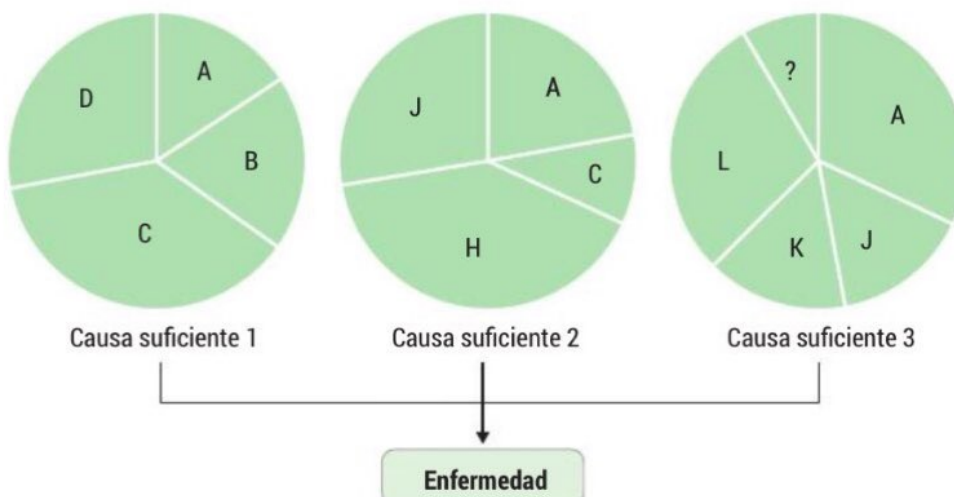 D
A
B
C
Causa suficiente 1
J
A
C
H
Causa suficiente 2
?
A
L
K
J
Causa suficiente 3
Enfermedad